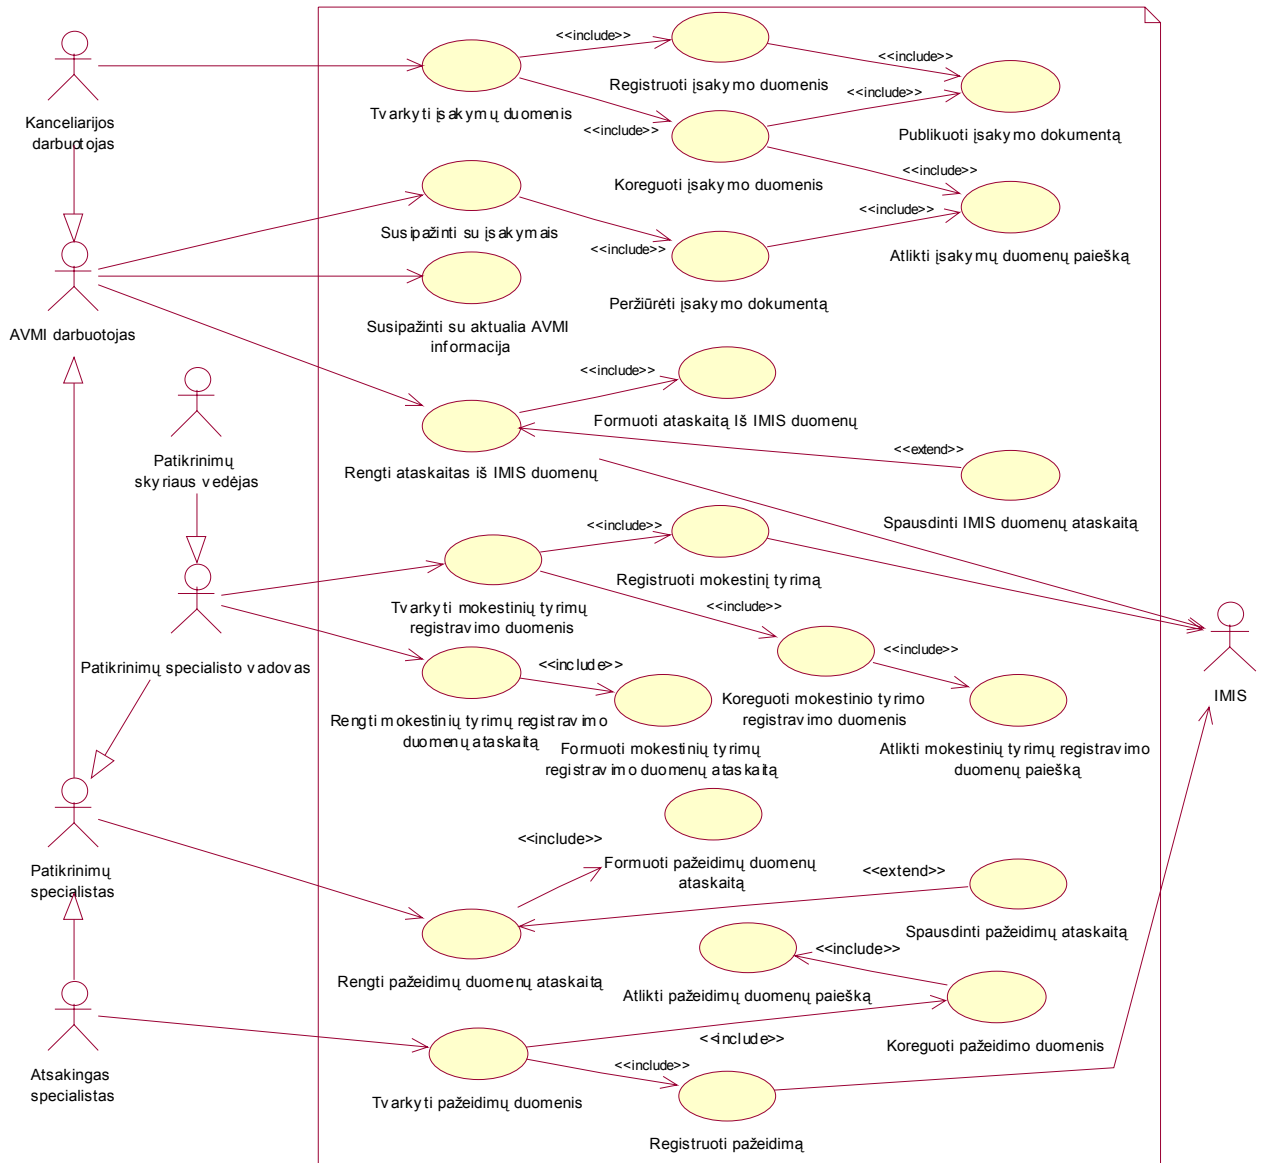 <<include>>
<<include>>
Registruoti įsakymo duomenis
<<include>>
Tvarkyti įsakymų duomenis
Kanceliarijos
darbuotojas
<<include>>
Publikuoti įsakymo dokumentą
<<include>>
Koreguoti įsakymo duomenis
<<include>>
Susipažinti su įsakymais
<<include>>
<<include>>
Atlikti įsakymų duomenų paiešką
Peržiūrėti įsakymo dokumentą
AVMI darbuotojas
Susipažinti su aktualia AVMI
informacija
<<include>>
Formuoti ataskaitą Iš IMIS duomenų
<<extend>>
Patikrinimų
skyriaus vedėjas
Rengti ataskaitas iš IMIS duomenų
Spausdinti IMIS duomenų ataskaitą
<<include>>
Registruoti mokestinį tyrimą
Tvarkyti mokestinių tyrimų
registravimo duomenis
<<include>>
<<include>>
Patikrinimų specialisto vadovas
<<include>>
Koreguoti mokestinio tyrimo
registravimo duomenis
IMIS
Rengti mokestinių tyrimų registravimo
duomenų ataskaitą
Formuoti mokestinių tyrimų
registravimo duomenų ataskaitą
Atlikti mokestinių tyrimų registravimo
duomenų paiešką
<<include>>
Formuoti pažeidimų duomenų
ataskaitą
Patikrinimų
specialistas
<<extend>>
Spausdinti pažeidimų ataskaitą
<<include>>
Rengti pažeidimų duomenų ataskaitą
Atlikti pažeidimų duomenų paiešką
<<include>>
Koreguoti pažeidimo duomenis
<<include>>
Atsakingas
specialistas
Tvarkyti pažeidimų duomenis
Registruoti pažeidimą